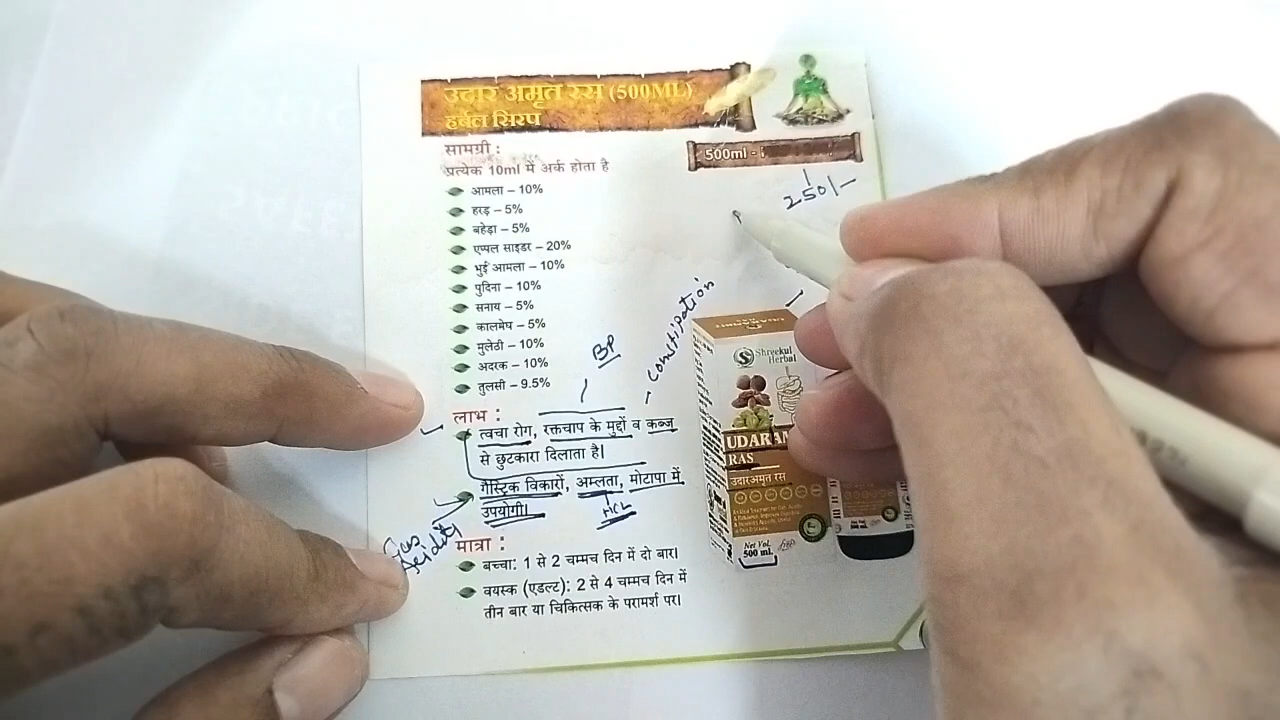 उदार अमृत रस (500ML)
हर्बल सिरप
सामग्री :
500ml -
प्रत्येक 10ml में अर्क होता है
250/-
आमला – 10%
हरड़ – 5%
बहेड़ा – 5%
एप्पल साइडर – 20%
भुई आमला – 10%
पुदिना – 10%
सनाय – 5%
कालमेघ – 5%
मुलेठी – 10%
अदरक – 10%
तुलसी – 9.5%
BP
constipation
लाभ :
त्वचा रोग, रक्तचाप के मुद्दों व कब्ज
से छुटकारा दिलाता है।
गैस्ट्रिक विकारों, अम्लता, मोटापा में
उपयोगी।
HCL
Gas
Acidity
मात्रा :
बच्चा: 1 से 2 चम्मच दिन में दो बार।
वयस्क (एडल्ट): 2 से 4 चम्मच दिन में
तीन बार या चिकित्सक के परामर्श पर।
Shreekul
Herbal
UDARAM
RAS
उदारअमृत रस
Net Vol.
500 ml.